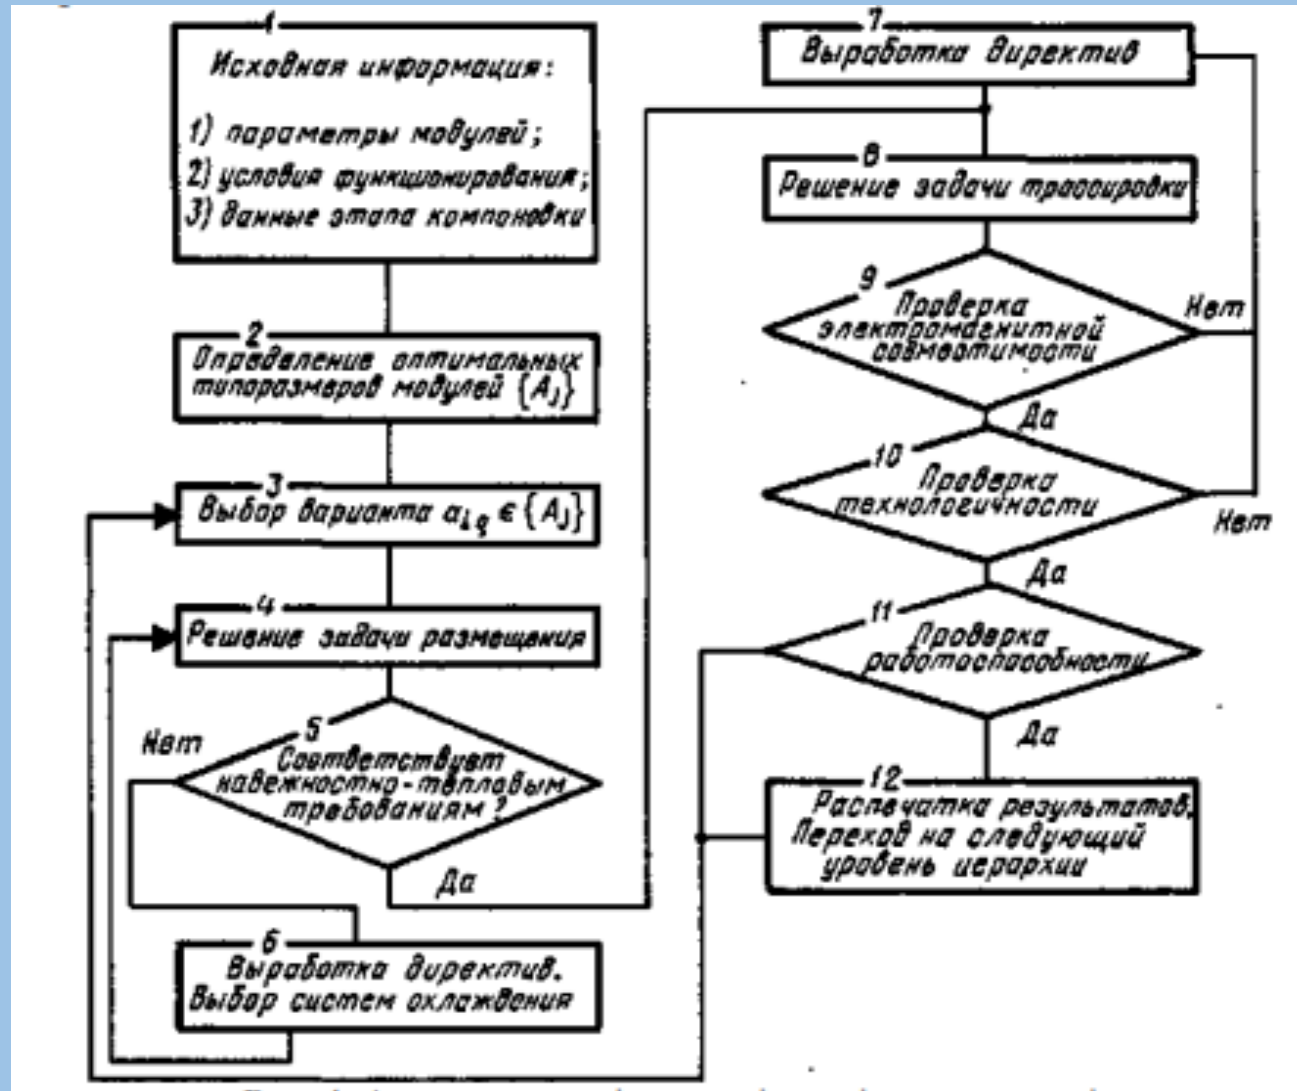 1
Исходная информация:
1) параметры модулей;
2) условия функционирования;
3) данные этапа компоновки
2
Определение оптимальных
типоразмеров модулей {Aj}
3
Выбор варианта aiq ∈ {Aj}
4
Решение задачи размещения
5
Соответствует
надежностно-тепловым
требованиям?
Нет
Да
6
Выработка директив.
Выбор систем охлаждения
7
Выработка директив
8
Решение задачи трассировки
9
Проверка
электромагнитной
совместимости
Нет
Да
10
Проверка
технологичности
Нет
Да
11
Проверка
работоспособности
Да
12
Распечатка результатов,
Переход на следующий
уровень иерархии